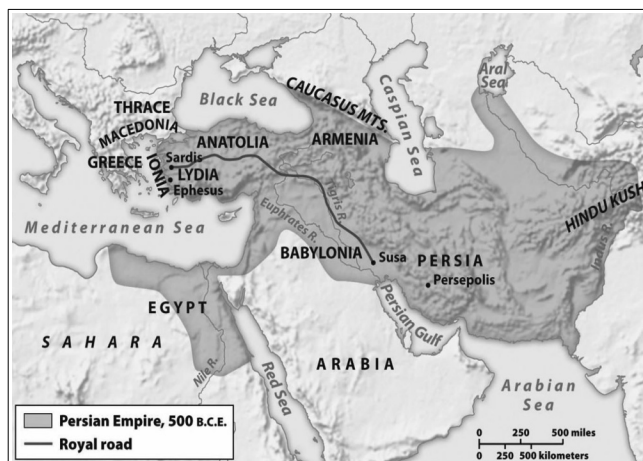 Aral
Sea
CAUCASUS MTS.
Caspian Sea
Black Sea
THRACE
MACEDONIA
ANATOLIA
ARMENIA
GREECE
IONIA
Sardis
LYDIA
Ephesus
HINDU KUSH
Tigris R.
Mediterranean Sea
Euphrates R.
BABYLONIA
Susa
PERSIA
Persepolis
Indus R.
EGYPT
Persian Gulf
SAHARA
ARABIA
Nile R.
Red Sea
Arabian
Sea
Persian Empire, 500 B.C.E.
Royal road
0 250 500 miles
0 250 500 kilometers